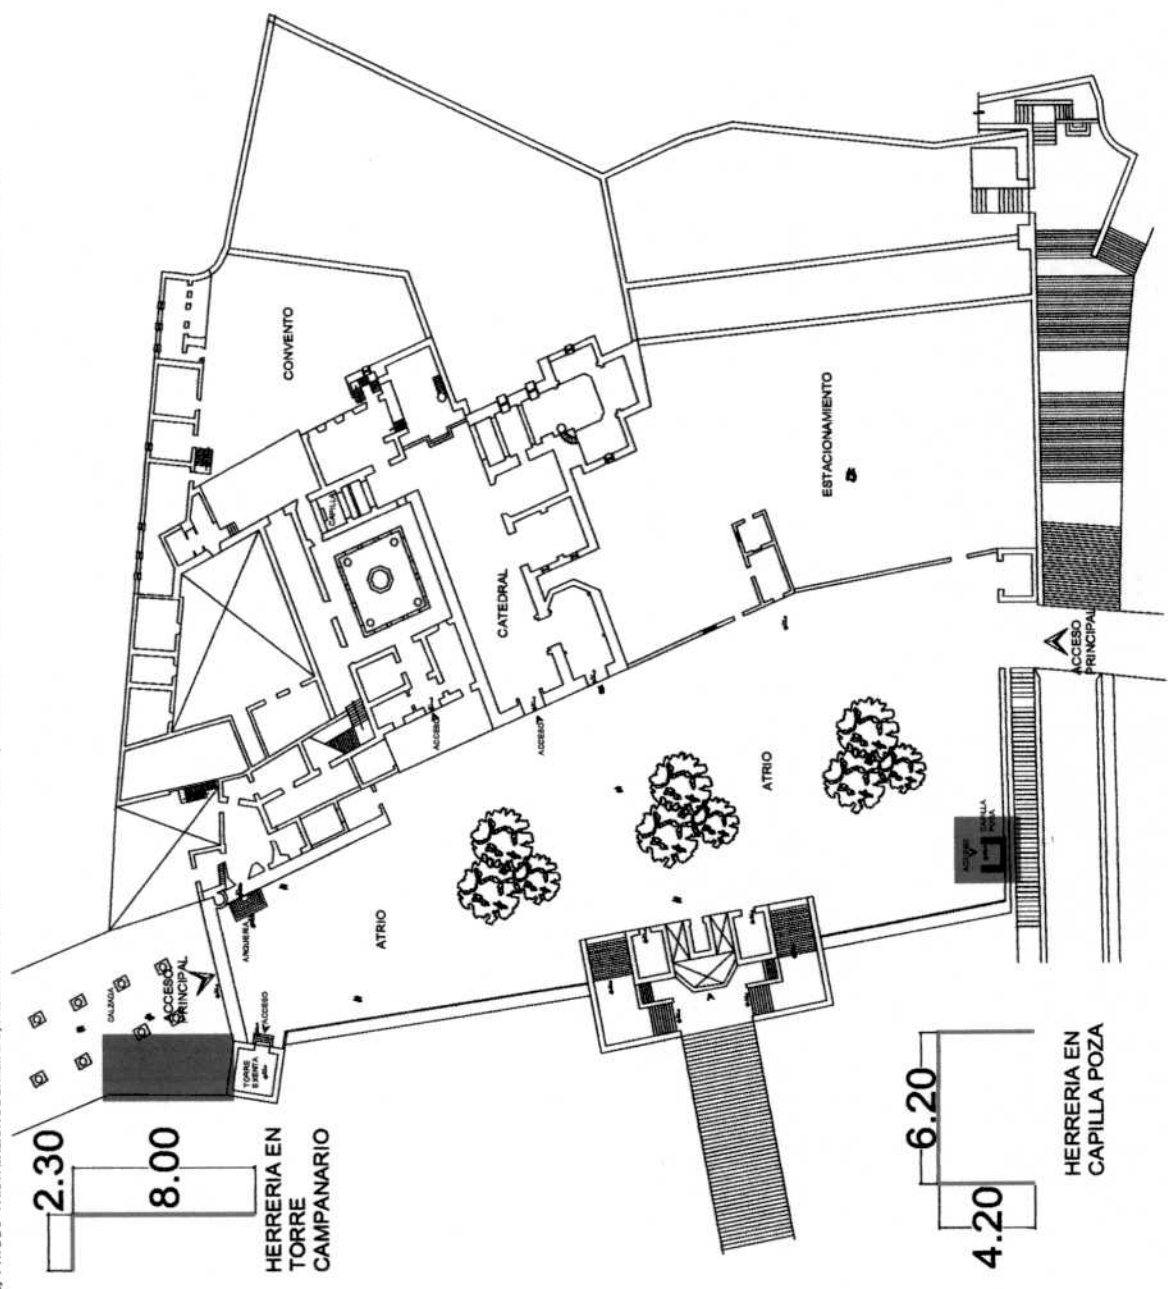 CONVENTO
ESTACIONAMIENTO
CAPILLA
CATEDRAL
ACCESO
PRINCIPAL
ACCESO
ACCESO
ATRIO
CAPILLA
POZA
ACCESO
ATRIO
CALZADA
ACCESO
PRINCIPAL
ACCESO
TORRE
EXENTA
2.30
8.00
HERRERIA EN
TORRE
CAMPANARIO
6.20
4.20
HERRERIA EN
CAPILLA POZA